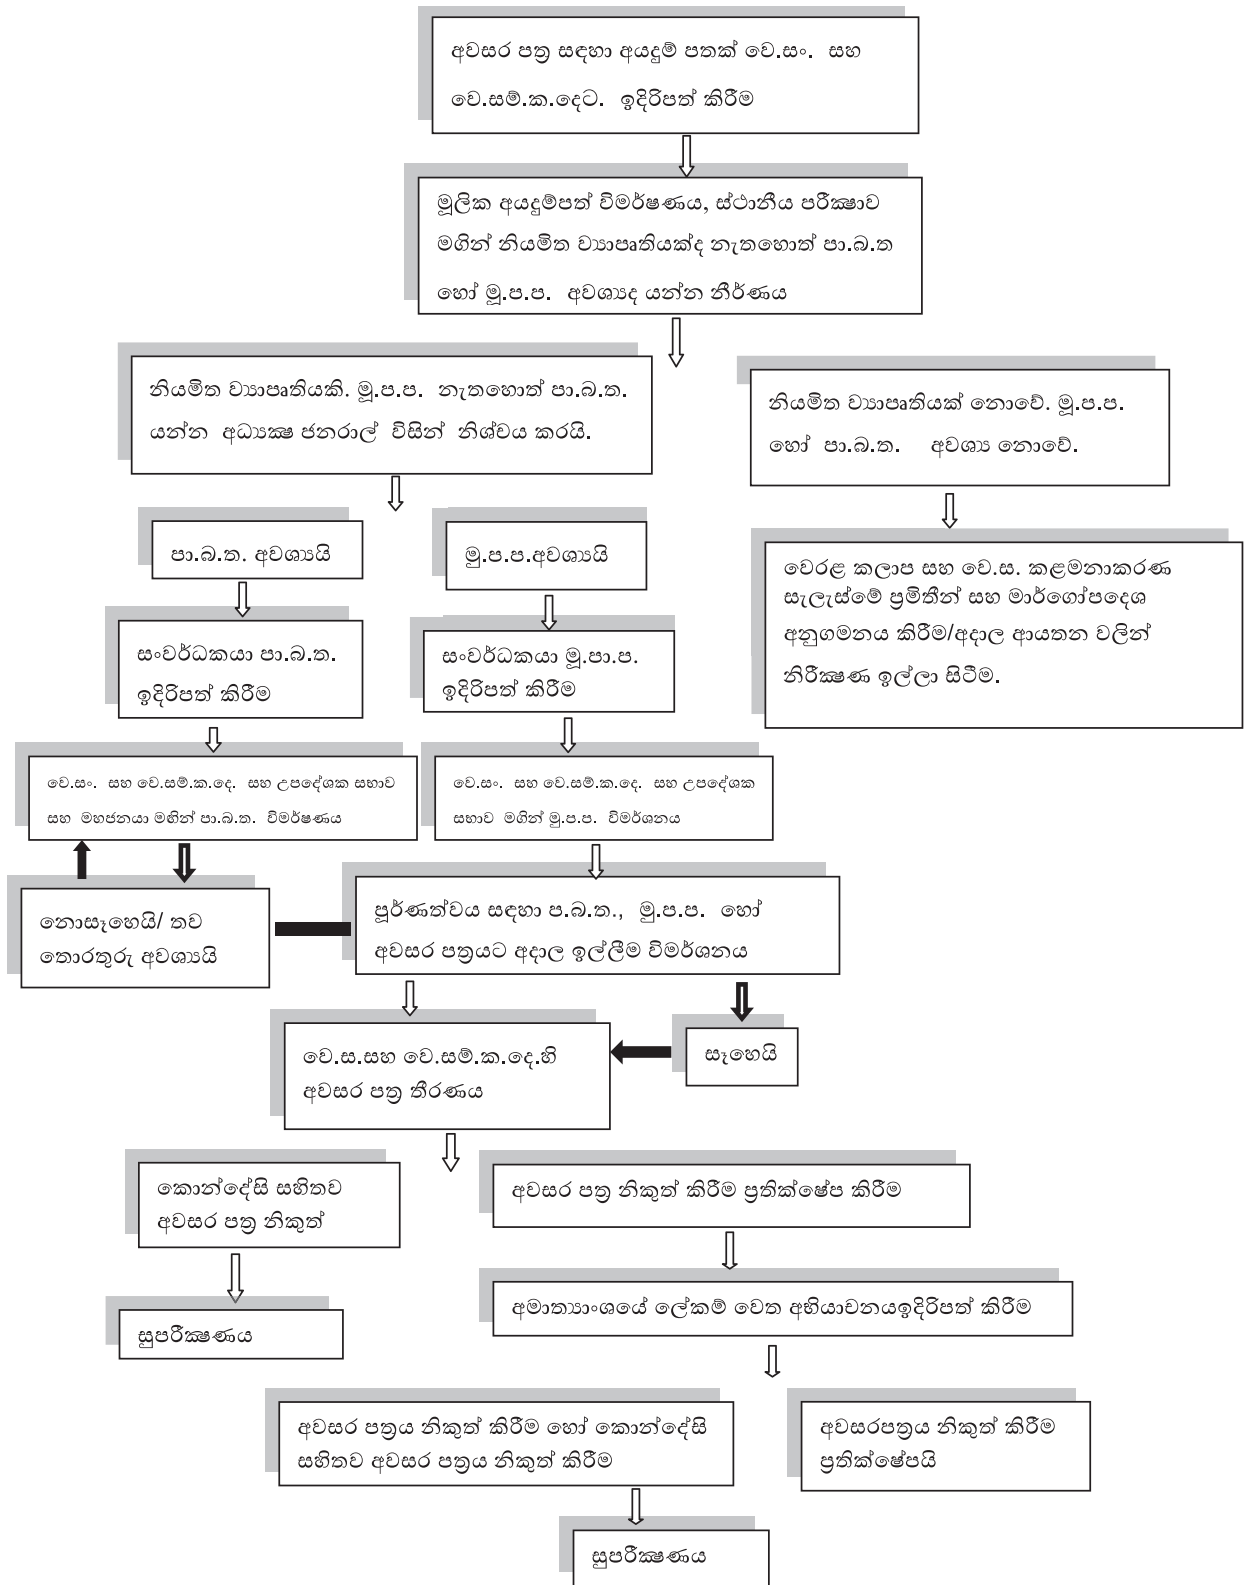 අවසර පත්‍ර සඳහා අයදුම් පතක් වෙ.සං. සහ
වෙ.සම්.ක.දෙට. ඉදිරිපත් කිරීම
මූලික අයදුම්පත් විමර්ෂණය, ස්ථානීය පරීක්‍ෂාව
මගින් නියමිත ව්‍යාපෘතියක්ද නැතහොත් පා.බ.ත
හෝ මූ.ප.ප. අවශ්‍යද යන්න නිර්ණය
නියමිත ව්‍යාපෘතියකි. මූ.ප.ප. නැතහොත් පා.බ.ත.
යන්න අධ්‍යක්‍ෂ ජනරාල් විසින් නිශ්චය කරයි.
නියමිත ව්‍යාපෘතියක් නොවේ. මූ.ප.ප.
හෝ පා.බ.ත. අවශ්‍ය නොවේ.
පා.බ.ත. අවශ්‍යයි
මු.ප.ප.අවශ්‍යයි
වෙරළ කලාප සහ වෙ.ස. කළමනාකරණ
සැලැස්මේ ප්‍රමිතීන් සහ මාර්ගෝපදෙශ
අනුගමනය කිරීම/අදාල ආයතන වලින්
නිරීක්‍ෂණ ඉල්ලා සිටීම.
සංවර්ධකයා පා.බ.ත.
ඉදිරිපත් කිරීම
සංවර්ධකයා මූ.පා.ප.
ඉදිරිපත් කිරීම
වෙ.සං. සහ වෙ.සම්.ක.දෙ. සහ උපදේශක සභාව
සහ මහජනයා මඟින් පා.බ.ත. විමර්ෂණය
වෙ.සං. සහ වෙ.සම්.ක.දෙ. සහ උපදේශක
සභාව මගින් මු.ප.ප. විමර්ශනය
නොසෑහෙයි/ තව
තොරතුරු අවශ්‍යයි
පූර්ණත්වය සඳහා ප.බ.ත., මු.ප.ප. හෝ
අවසර පත්‍රයට අදාල ඉල්ලීම විමර්ශනය
වෙ.ස.සහ වෙ.සම්.ක.දෙ.හි
අවසර පත්‍ර තීරණය
සෑහෙයි
කොන්දේසි සහිතව
අවසර පත්‍ර නිකුත්
අවසර පත්‍ර නිකුත් කිරීම ප්‍රතික්ෂේප කිරීම
සුපරීක්‍ෂණය
අමාත්‍යාංශයේ ලේකම් වෙත අභියාචනයඉදිරිපත් කිරීම
අවසර පත්‍රය නිකුත් කිරීම හෝ කොන්දේසි
සහිතව අවසර පත්‍රය නිකුත් කිරීම
අවසරපත්‍රය නිකුත් කිරීම
ප්‍රතික්ෂේපයි
සුපරීක්‍ෂණය